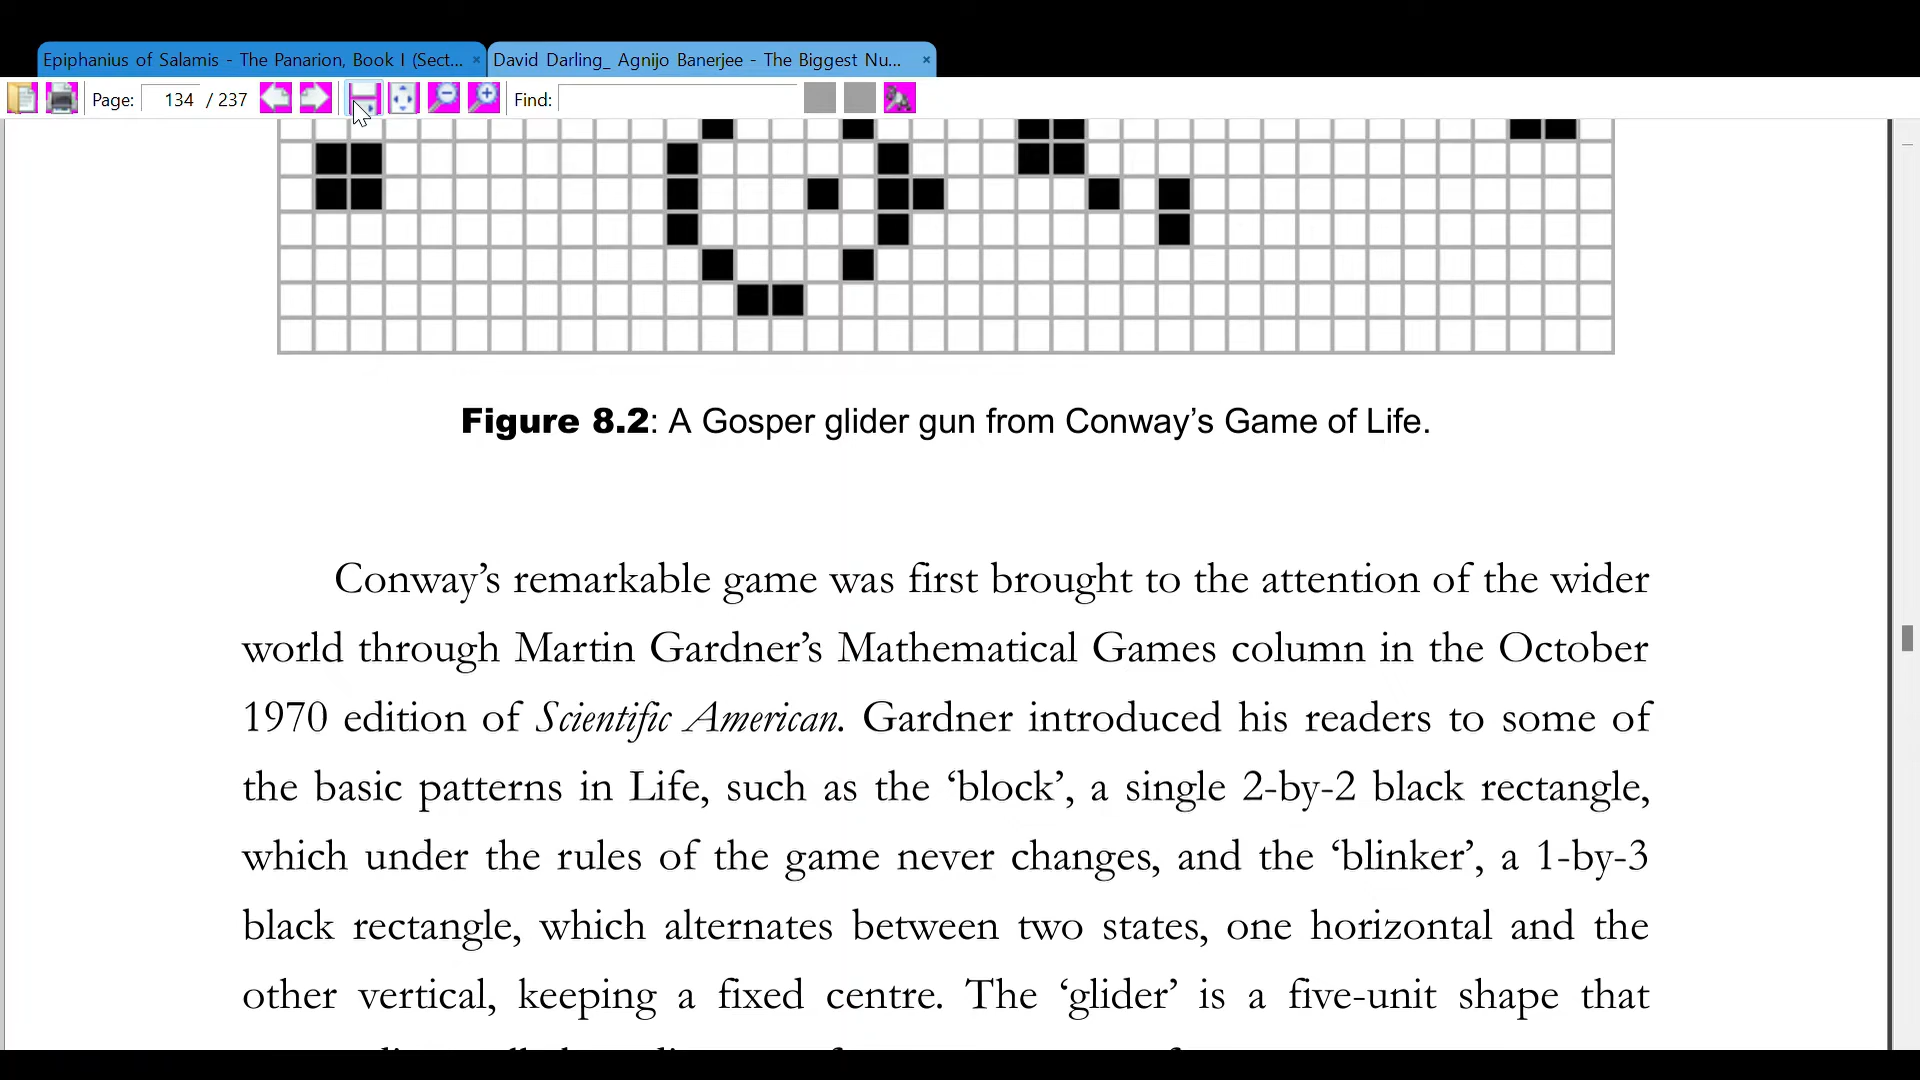 Epiphanius of Salamis - The Panarion, Book I (Sect...
David Darling_ Agnijo Banerjee - The Biggest Nu...
Page: 134 / 237
Find:
Figure 8.2: A Gosper glider gun from Conway’s Game of Life.
Conway’s remarkable game was first brought to the attention of the wider
world through Martin Gardner’s Mathematical Games column in the October
1970 edition of Scientific American. Gardner introduced his readers to some of
the basic patterns in Life, such as the ‘block’, a single 2-by-2 black rectangle,
which under the rules of the game never changes, and the ‘blinker’, a 1-by-3
black rectangle, which alternates between two states, one horizontal and the
other vertical, keeping a fixed centre. The ‘glider’ is a five-unit shape that